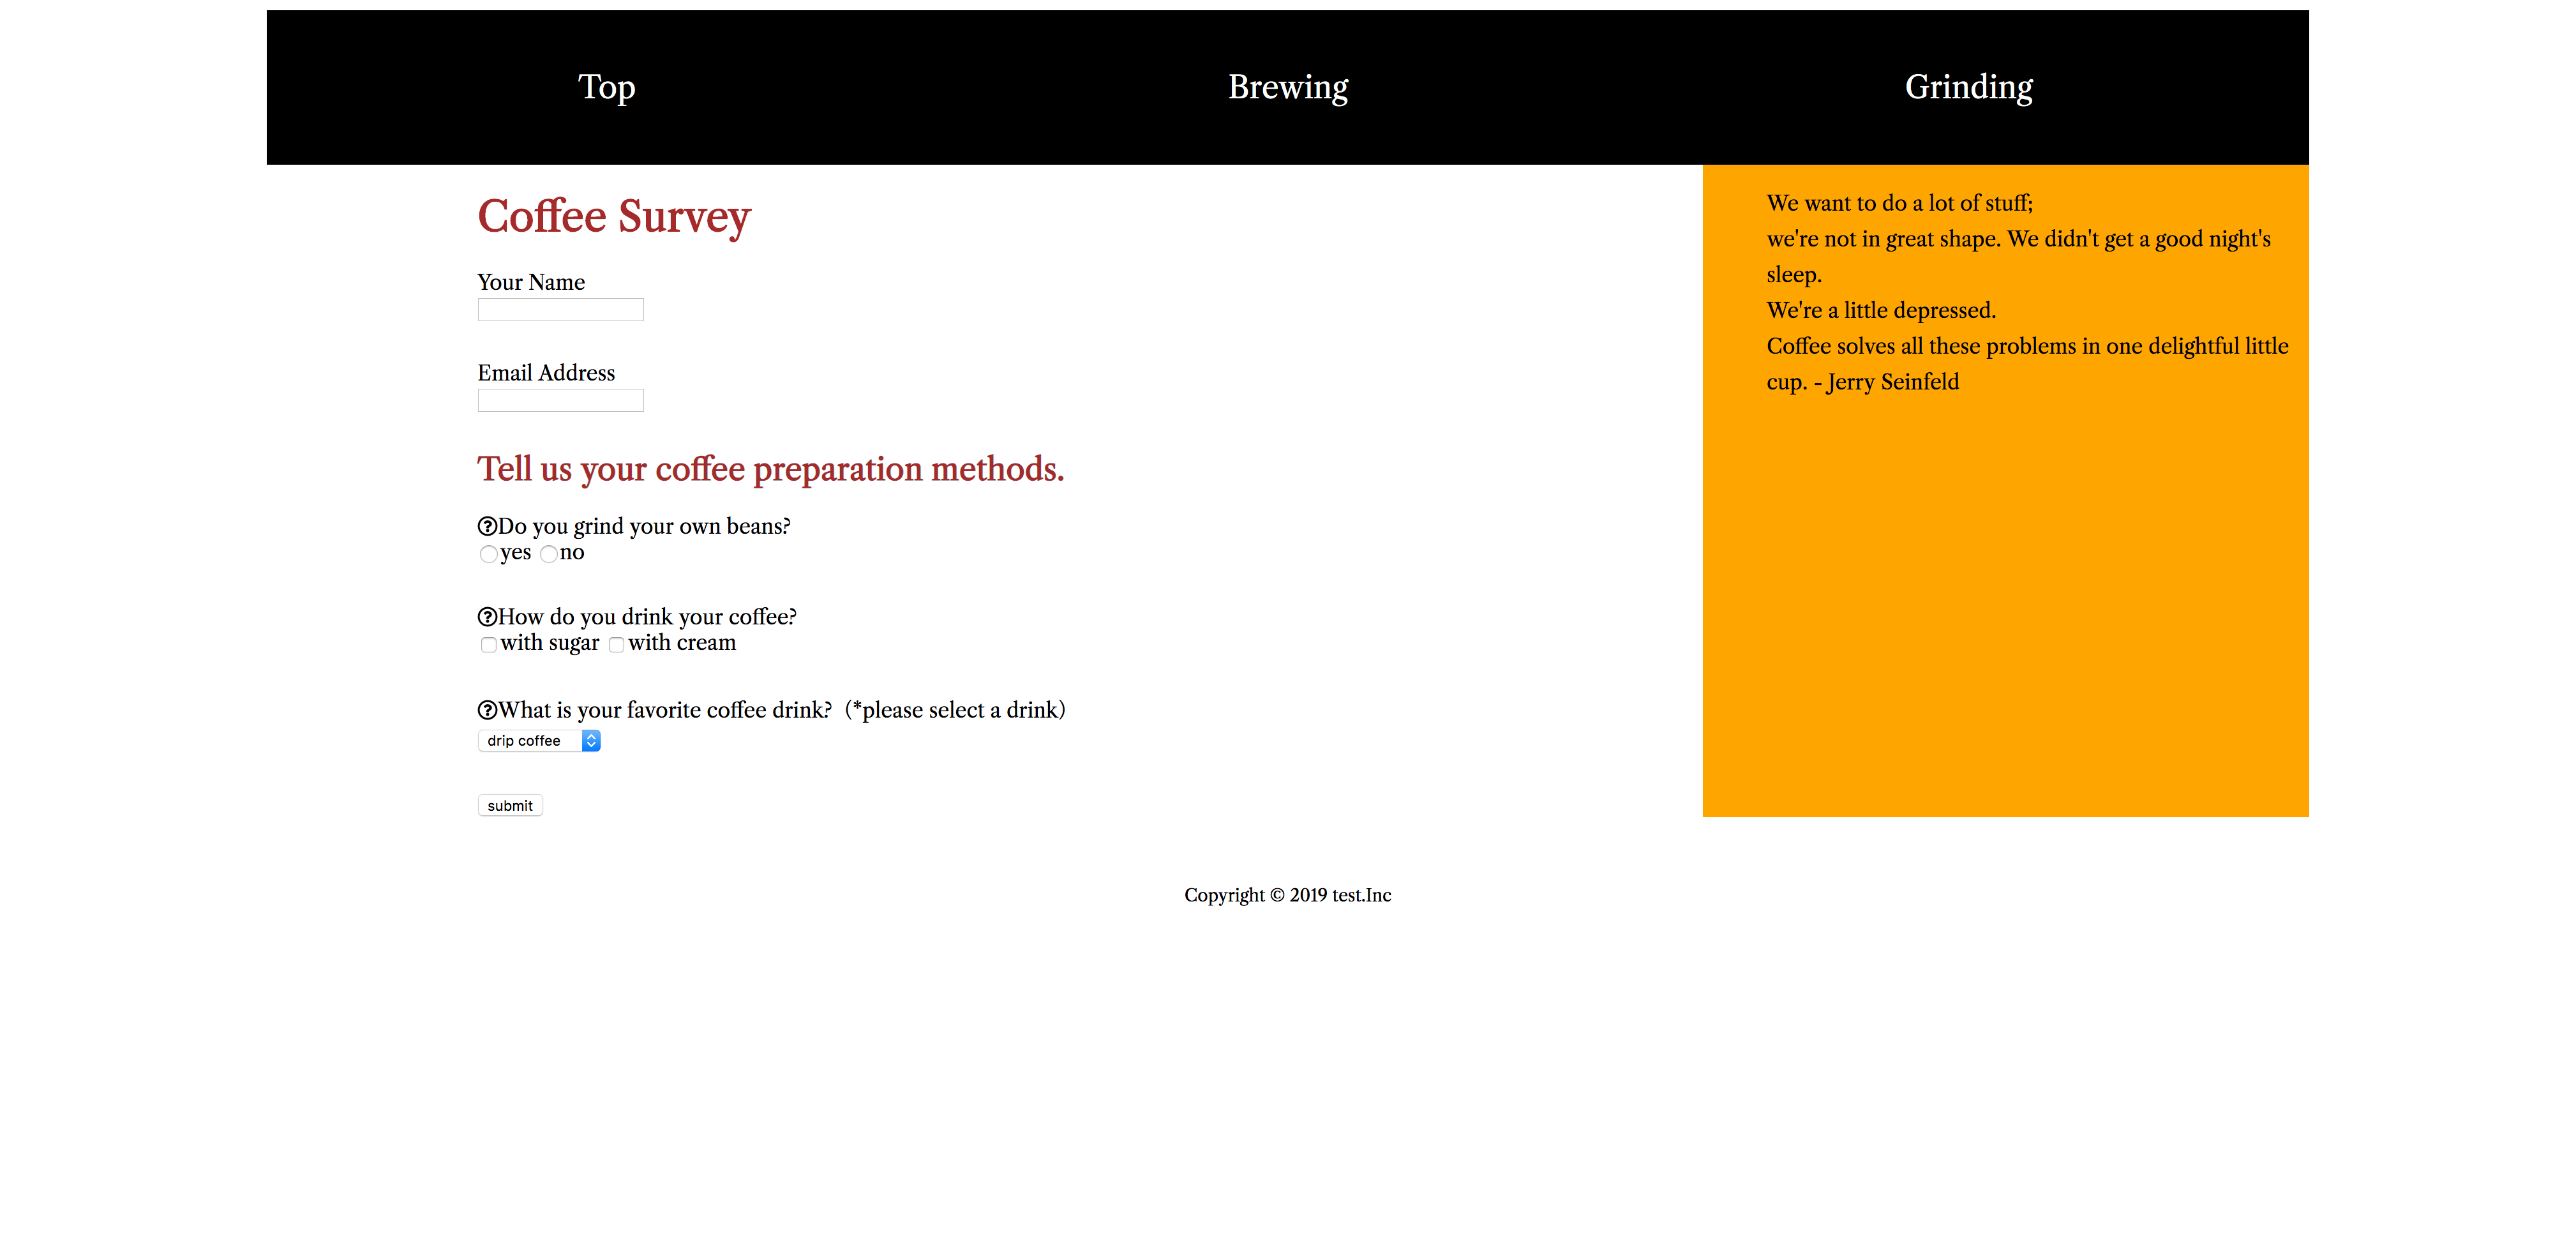 Top Brewing Grinding
Coffee Survey
Your Name
Email Address
Tell us your coffee preparation methods.
Do you grind your own beans?
yes no
How do you drink your coffee?
with sugar with cream
What is your favorite coffee drink?（*please select a drink）
drip coffee
submit
We want to do a lot of stuff;
we're not in great shape. We didn't get a good night's
sleep.
We're a little depressed.
Coffee solves all these problems in one delightful little
cup. - Jerry Seinfeld
Copyright © 2019 test.Inc